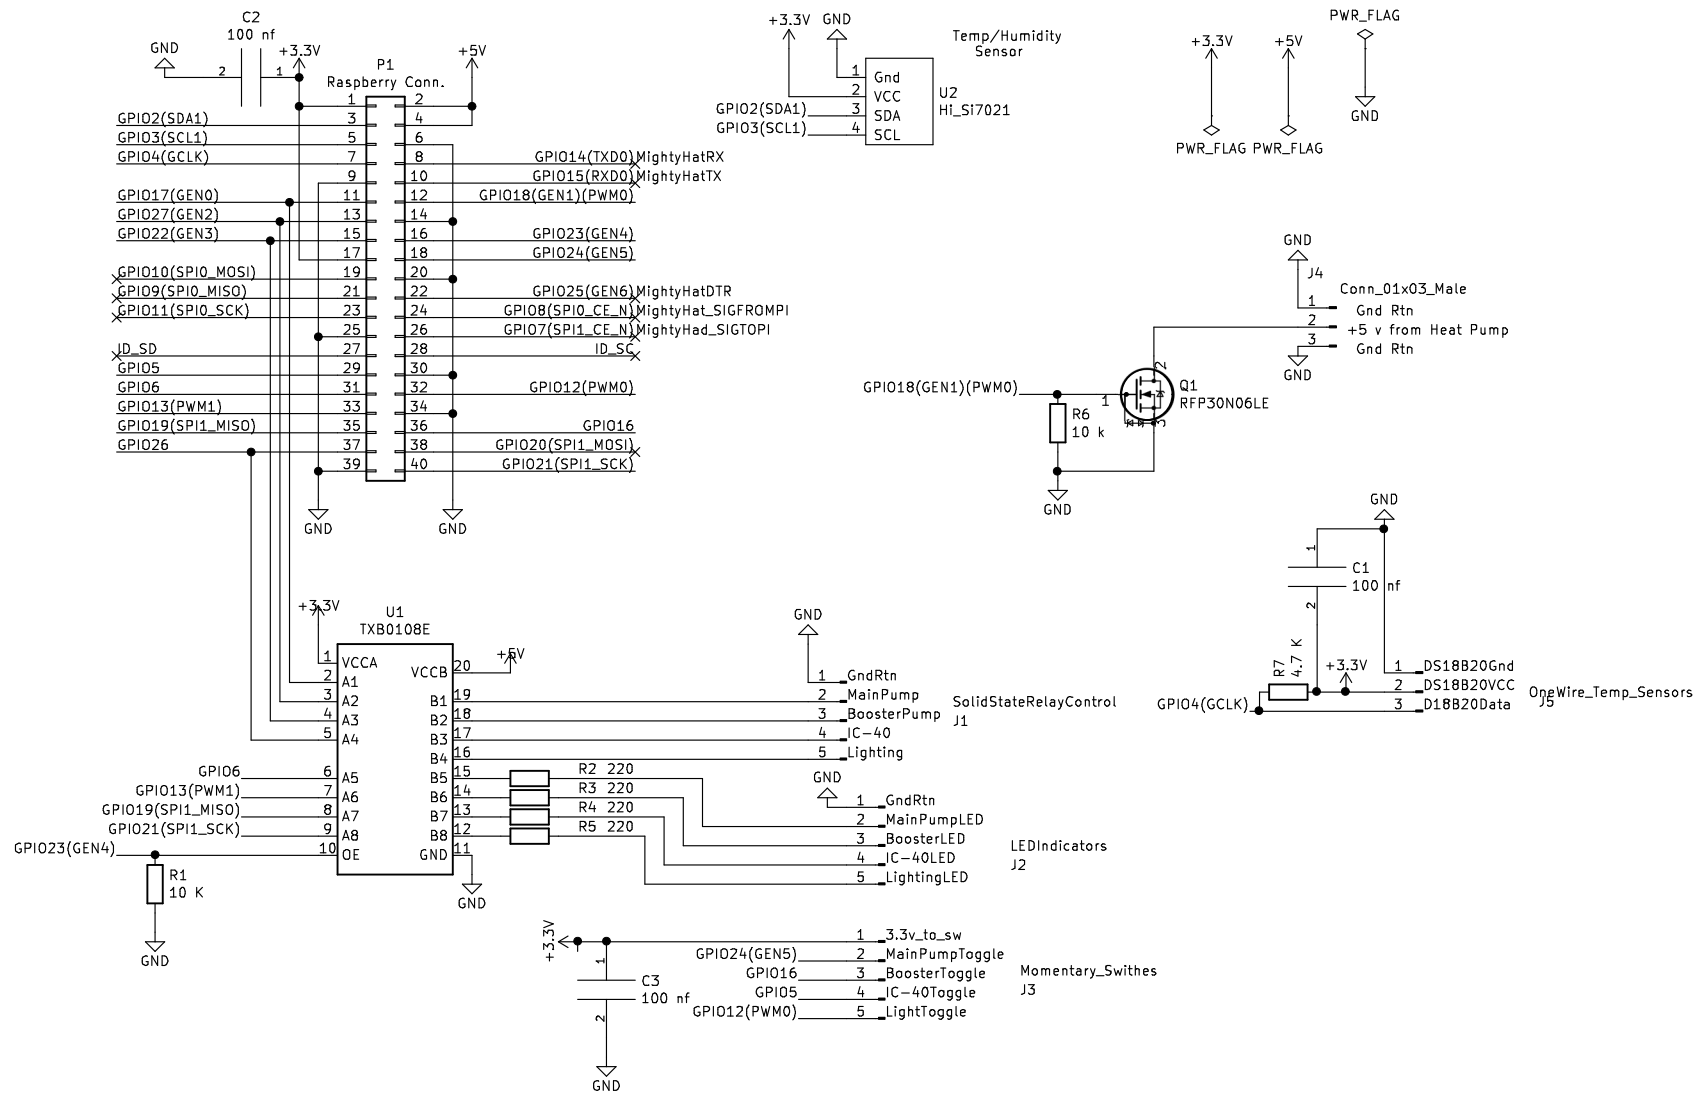 C2
100 nf
GND
+3.3V
2
1
+5V
P1
Raspberry Conn.
1
2
GPIO2(SDA1)
3
4
GPIO3(SCL1)
5
6
GPIO4(GCLK)
7
8
GPIO14(TXD0)
MightyHatRX
9
10
GPIO15(RXD0)
MightyHatTX
GPIO17(GEN0)
11
12
GPIO18(GEN1)(PWM0)
GPIO27(GEN2)
13
14
GPIO22(GEN3)
15
16
GPIO23(GEN4)
17
18
GPIO24(GEN5)
GPIO10(SPI0_MOSI)
19
20
GPIO9(SPI0_MISO)
21
22
GPIO25(GEN6)
MightyHatDTR
GPIO11(SPI0_SCK)
23
24
GPIO8(SPI0_CE_N)
MightyHat_SIGFROMPI
25
26
GPIO7(SPI1_CE_N)
MightyHad_SIGTOPI
ID_SD
27
28
ID_SC
GPIO5
29
30
GPIO6
31
32
GPIO12(PWM0)
GPIO13(PWM1)
33
34
GPIO19(SPI1_MISO)
35
36
GPIO16
GPIO26
37
38
GPIO20(SPI1_MOSI)
39
40
GPIO21(SPI1_SCK)
GND
GND
+3.3V
GND
Temp/Humidity
Sensor
1
Gnd
2
VCC
GPIO2(SDA1)
3
SDA
GPIO3(SCL1)
4
SCL
U2
Hi_Si7021
PWR_FLAG
+3.3V
+5V
GND
PWR_FLAG
PWR_FLAG
GND
J4
Conn_01x03_Male
1
Gnd Rtn
2
+5 v from Heat Pump
3
Gnd Rtn
GND
GPIO18(GEN1)(PWM0)
1
2
3
Q1
RFP30N06LE
R6
10 k
GND
GND
1
C1
100 nf
2
R7
4.7 K
+3.3V
GPIO4(GCLK)
1
DS18B20Gnd
2
DS18B20VCC
3
D18B20Data
OneWire_Temp_Sensors
J5
+3.3V
U1
TXB0108E
+5V
1
VCCA
VCCB
20
2
A1
B1
19
3
A2
B2
18
4
A3
B3
17
5
A4
B4
16
GPIO6
6
A5
B5
15
GPIO13(PWM1)
7
A6
B6
14
GPIO19(SPI1_MISO)
8
A7
B7
13
GPIO21(SPI1_SCK)
9
A8
B8
12
GPIO23(GEN4)
10
OE
GND
11
R1
10 K
GND
GND
R2 220
R3 220
R4 220
R5 220
GND
1
GndRtn
2
MainPump
3
BoosterPump
4
IC-40
5
Lighting
SolidStateRelayControl
J1
GND
1
GndRtn
2
MainPumpLED
3
BoosterLED
4
IC-40LED
5
LightingLED
LEDIndicators
J2
+3.3V
1
C3
100 nf
2
GND
1
3.3v_to_sw
GPIO24(GEN5)
2
MainPumpToggle
GPIO16
3
BoosterToggle
GPIO5
4
IC-40Toggle
GPIO12(PWM0)
5
LightToggle
Momentary_Swithes
J3